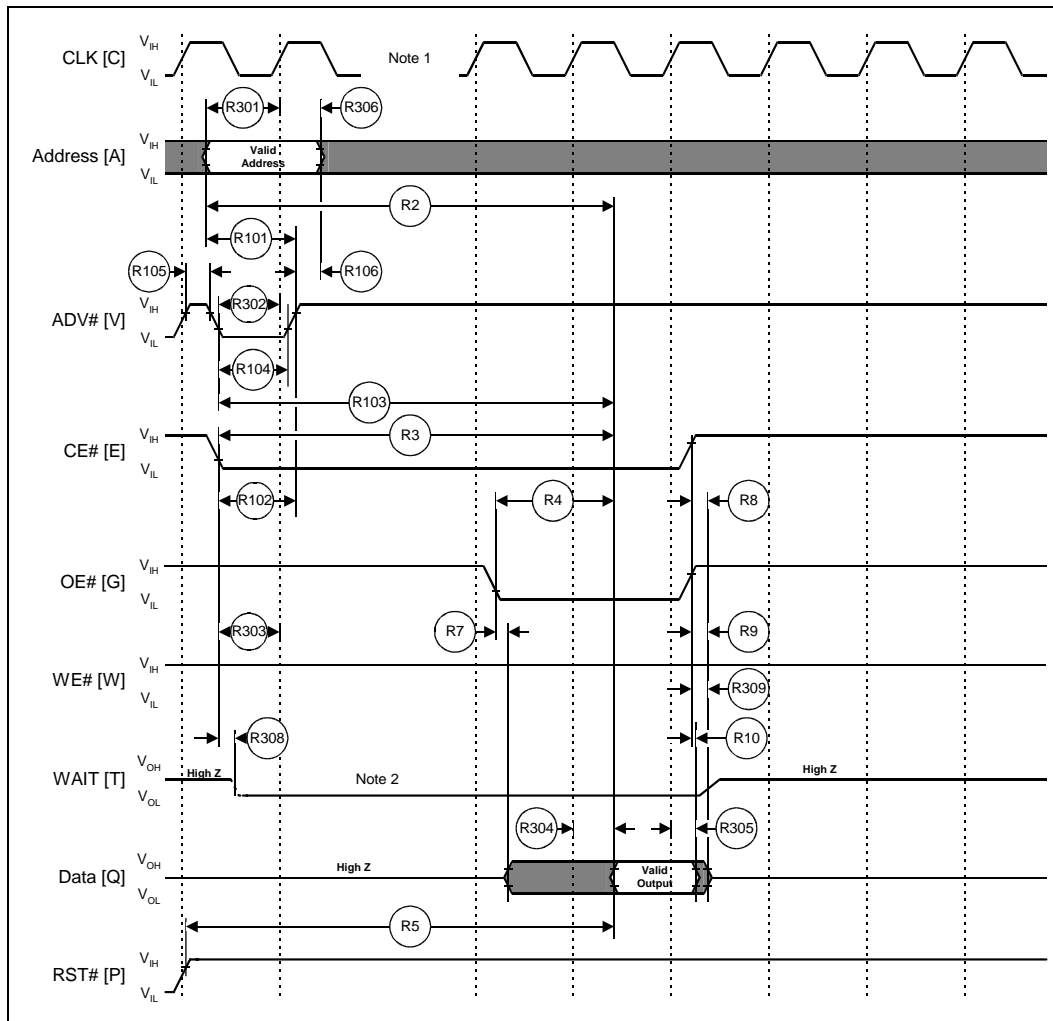 V_IH
CLK [C]
Note 1
V_IL
R301
R306
V_IH
Address [A]
Valid
Address
V_IL
R2
R101
R105
R106
V_IH
R302
ADV# [V]
V_IL
R104
R103
R3
V_IH
CE# [E]
V_IL
R102
R4
R8
V_IH
OE# [G]
V_IL
R303
R7
R9
V_IH
WE# [W]
V_IL
R309
R308
R10
V_OH
High Z
WAIT [T]
Note 2
High Z
V_OL
R304
R305
V_OH
High Z
Data [Q]
Valid
Output
V_OL
R5
V_IH
RST# [P]
V_IL